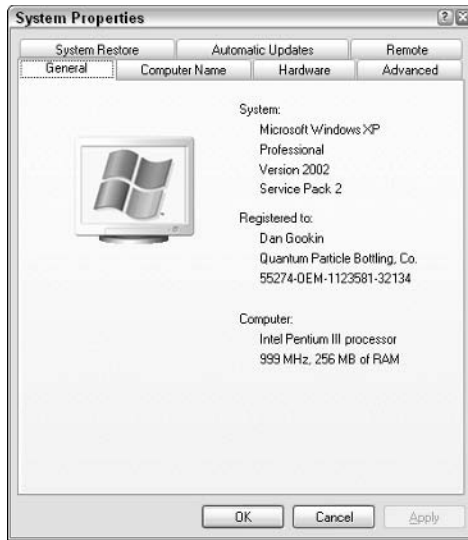 System Properties
System Restore Automatic Updates Remote
General Computer Name Hardware Advanced
System:
Microsoft Windows XP
Professional
Version 2002
Service Pack 2
Registered to:
Dan Gookin
Quantum Particle Bottling, Co.
55274-OEM-1123581-32134
Computer:
Intel Pentium III processor
999 MHz, 256 MB of RAM
OK Cancel Apply